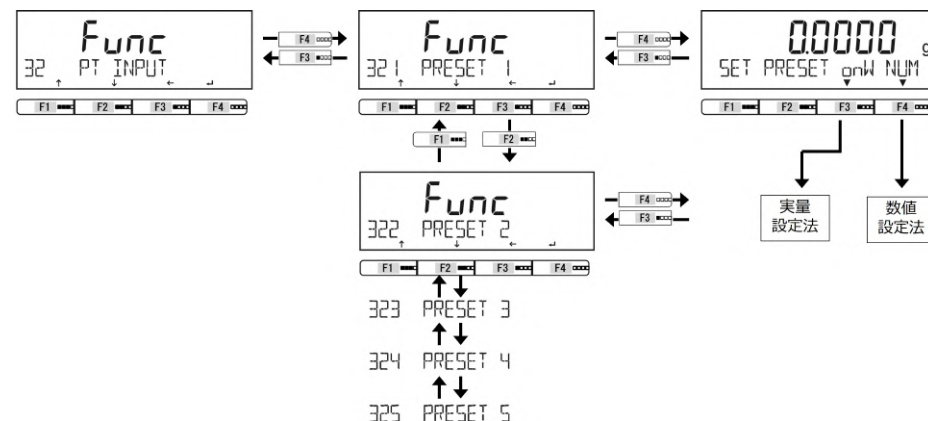 Func
32 PT INPUT
F1 F2 F3 F4
F4
F3
Func
321 PRESET 1
F1 F2 F3 F4
F4
F3
0.0000 g
SET PRESET onW NUM
F1 F2 F3 F4
F1
F2
Func
322 PRESET 2
F1 F2 F3 F4
F4
F3
実量
設定法
数値
設定法
323 PRESET 3
324 PRESET 4
325 PRESET 5